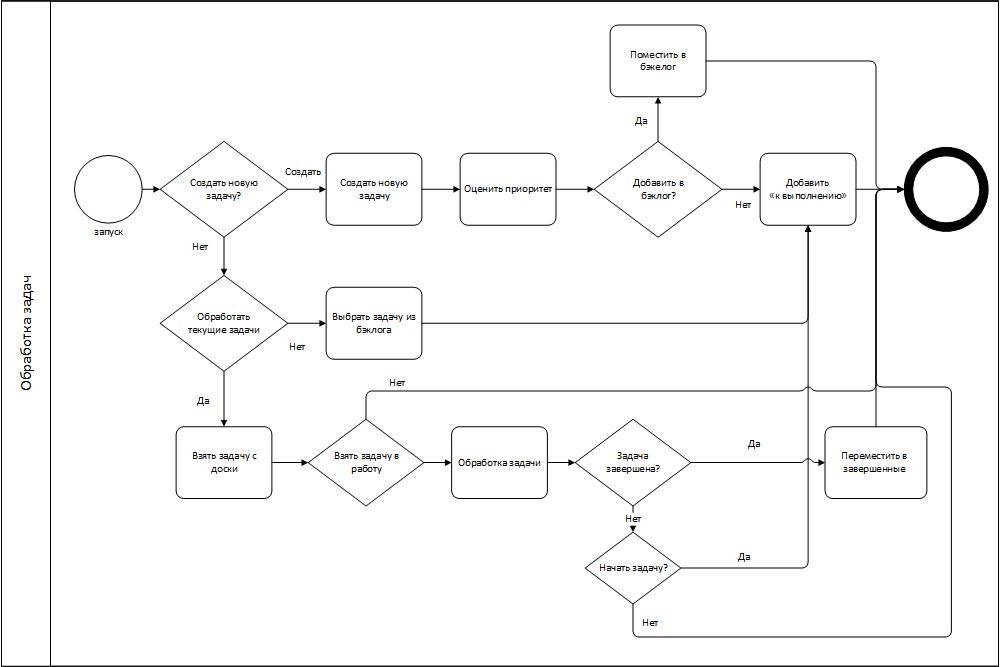 Обработка задач
запуск
Создать новую
задачу?
Создать
Создать новую
задачу
Оценить приоритет
Добавить в
бэклог?
Да
Поместить в
бэкелог
Нет
Добавить
«к выполнению»
Нет
Обработать
текущие задачи
Нет
Выбрать задачу из
бэклога
Да
Взять задачу с
доски
Взять задачу в
работу
Нет
Обработка задачи
Задача
завершена?
Да
Переместить в
завершенные
Нет
Начать задачу?
Да
Нет